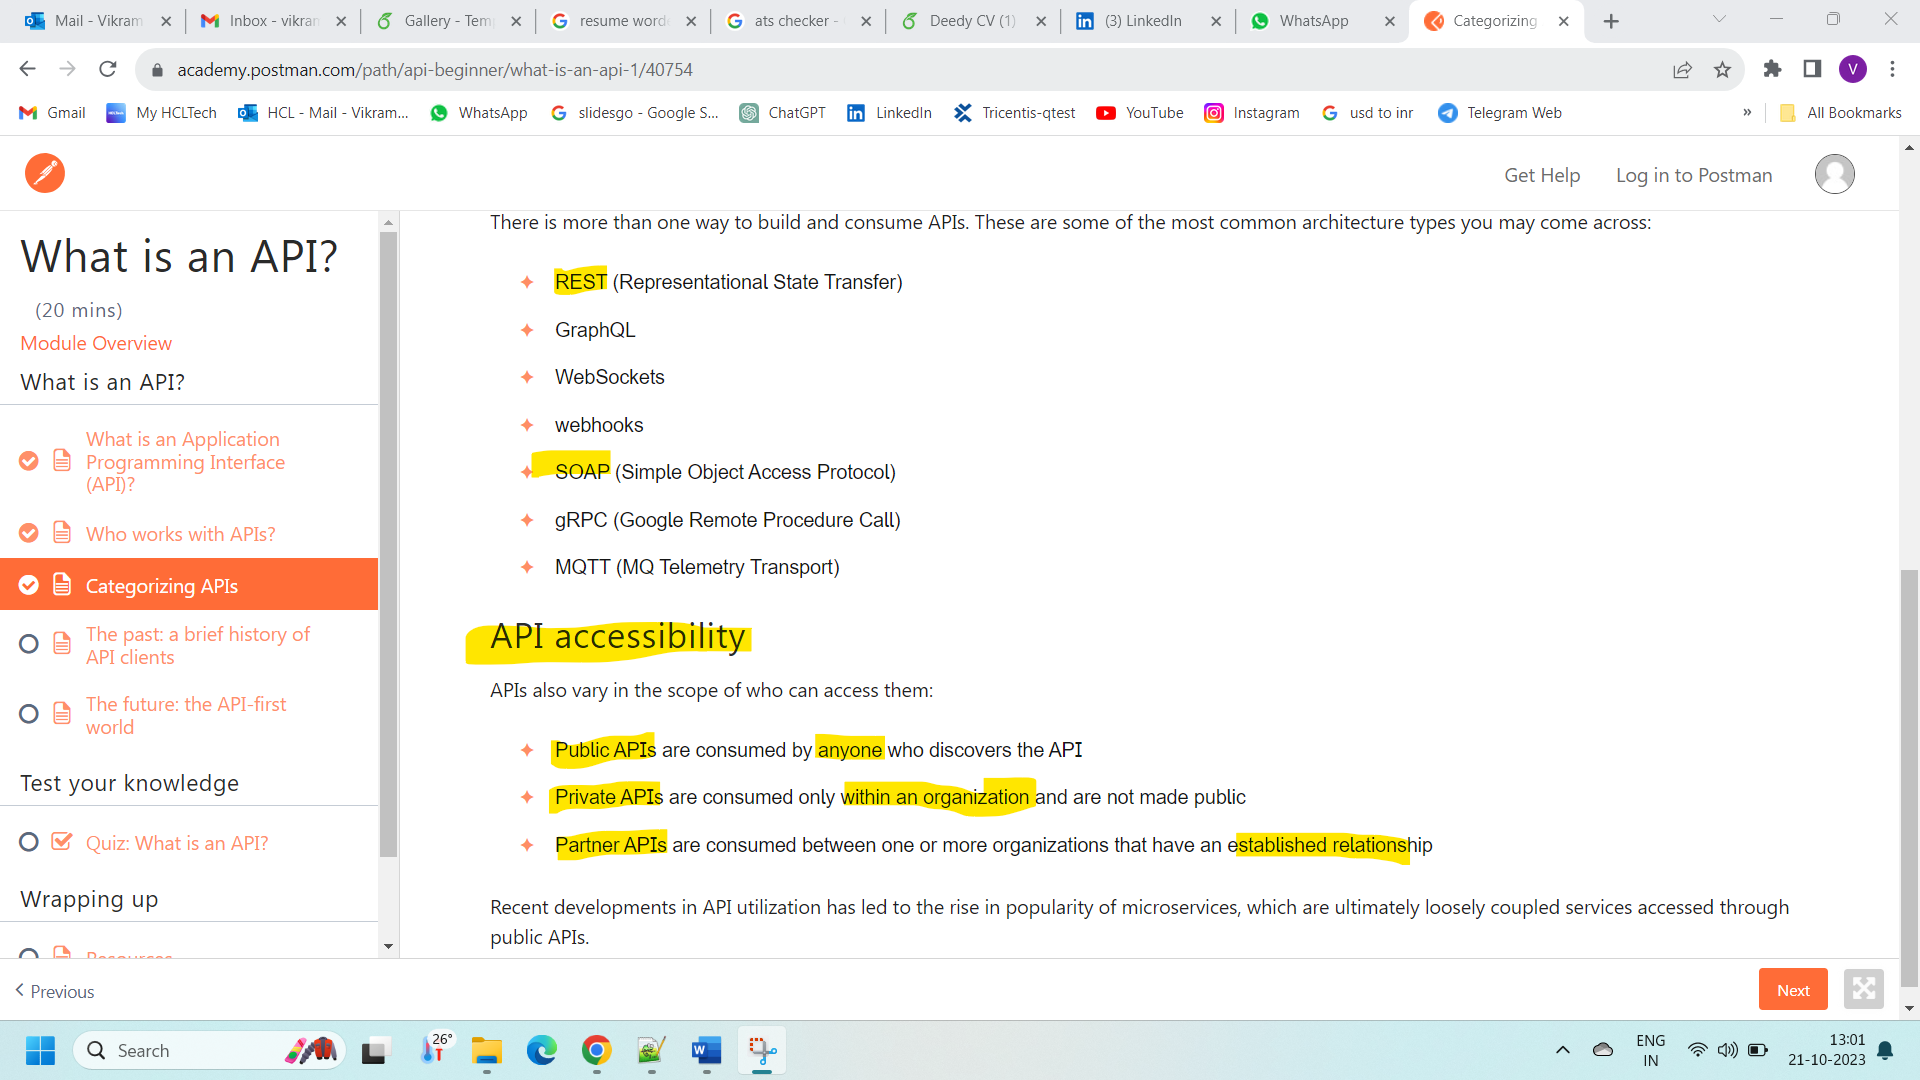 Mail - Vikram
Inbox - vikran
Gallery - Tem
resume word
ats checker -
Deedy CV (1)
(3) LinkedIn
WhatsApp
Categorizing
academy.postman.com/path/api-beginner/what-is-an-api-1/40754
V
Gmail
My HCLTech
HCL - Mail - Vikram...
WhatsApp
slidesgo - Google S...
ChatGPT
LinkedIn
Tricentis-qtest
YouTube
Instagram
usd to inr
Telegram Web
»
All Bookmarks
Get Help
Log in to Postman
What is an API?
(20 mins)
Module Overview
What is an API?
What is an Application
Programming Interface
(API)?
Who works with APIs?
Categorizing APIs
The past: a brief history of
API clients
The future: the API-first
world
Test your knowledge
Quiz: What is an API?
Wrapping up
Resources
There is more than one way to build and consume APIs. These are some of the most common architecture types you may come across:
REST (Representational State Transfer)
GraphQL
WebSockets
webhooks
SOAP (Simple Object Access Protocol)
gRPC (Google Remote Procedure Call)
MQTT (MQ Telemetry Transport)
API accessibility
APIs also vary in the scope of who can access them:
Public APIs are consumed by anyone who discovers the API
Private APIs are consumed only within an organization and are not made public
Partner APIs are consumed between one or more organizations that have an established relationship
Recent developments in API utilization has led to the rise in popularity of microservices, which are ultimately loosely coupled services accessed through
public APIs.
Previous
Next
Search
26°
ENG
IN
13:01
21-10-2023